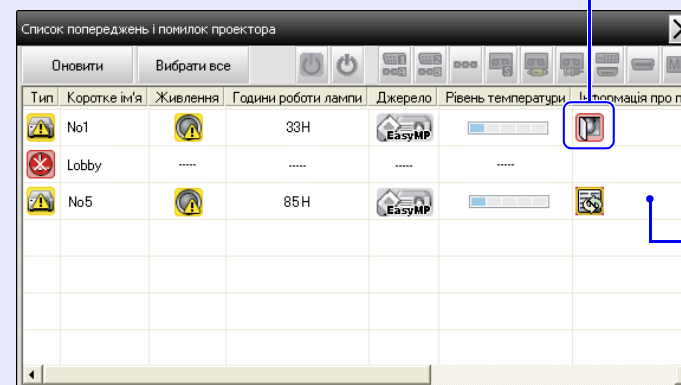 Список попереджень і помилок проектора
Оновити Вибрати все
Тип Коротке ім'я Живлення Години роботи лампи Джерело Рівень температури Інформація про п
No1 33H EasyMP
Lobby ----- ----- ----- -----
No5 85H EasyMP